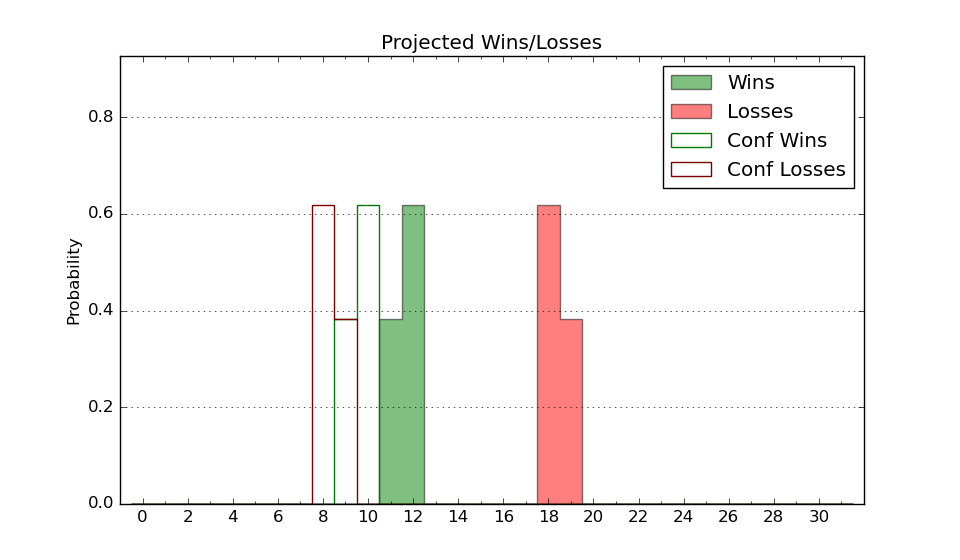 Projected Wins/Losses
Wins
Losses
Conf Wins
Conf Losses
Probability
0.8
0.6
0.4
0.2
0.0
0 2 4 6 8 10 12 14 16 18 20 22 24 26 28 30